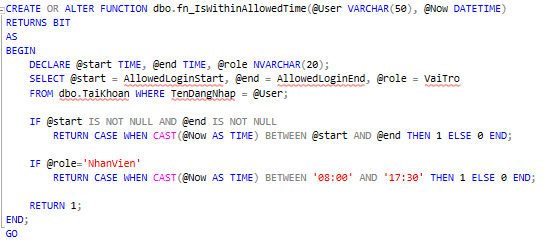 CREATE OR ALTER FUNCTION dbo.fn_IsWithinAllowedTime(@User VARCHAR(50), @Now DATETIME)
RETURNS BIT
AS
BEGIN
    DECLARE @start TIME, @end TIME, @role NVARCHAR(20);
    SELECT @start = AllowedLoginStart, @end = AllowedLoginEnd, @role = VaiTro
    FROM dbo.TaiKhoan WHERE TenDangNhap = @User;

    IF @start IS NOT NULL AND @end IS NOT NULL
        RETURN CASE WHEN CAST(@Now AS TIME) BETWEEN @start AND @end THEN 1 ELSE 0 END;

    IF @role='NhanVien'
        RETURN CASE WHEN CAST(@Now AS TIME) BETWEEN '08:00' AND '17:30' THEN 1 ELSE 0 END;

    RETURN 1;
END;
GO